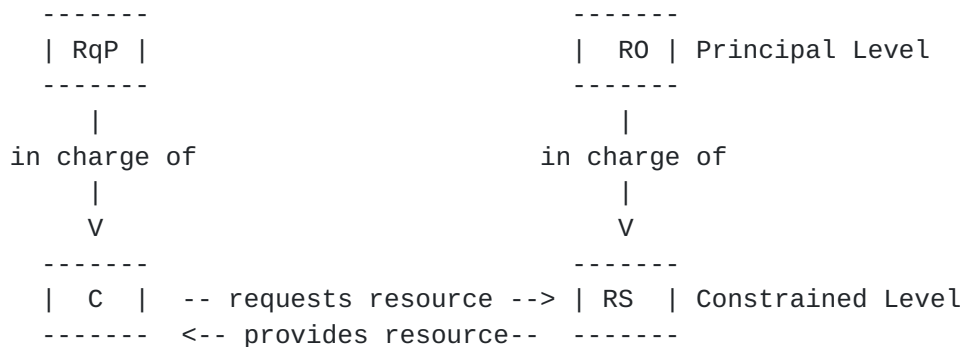 -------                           -------
| RqP |                           |  RO | Principal Level
-------                           -------
   |                                 |
in charge of                      in charge of
   |                                 |
   V                                 V
-------                           -------
|  C  |  -- requests resource --> | RS  | Constrained Level
-------  <-- provides resource--  -------